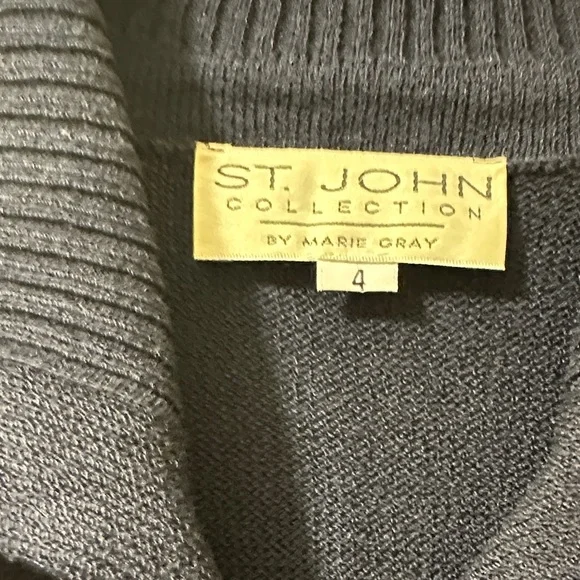 ST. JOHN
COLLECTION
BY MARIE GRAY
4